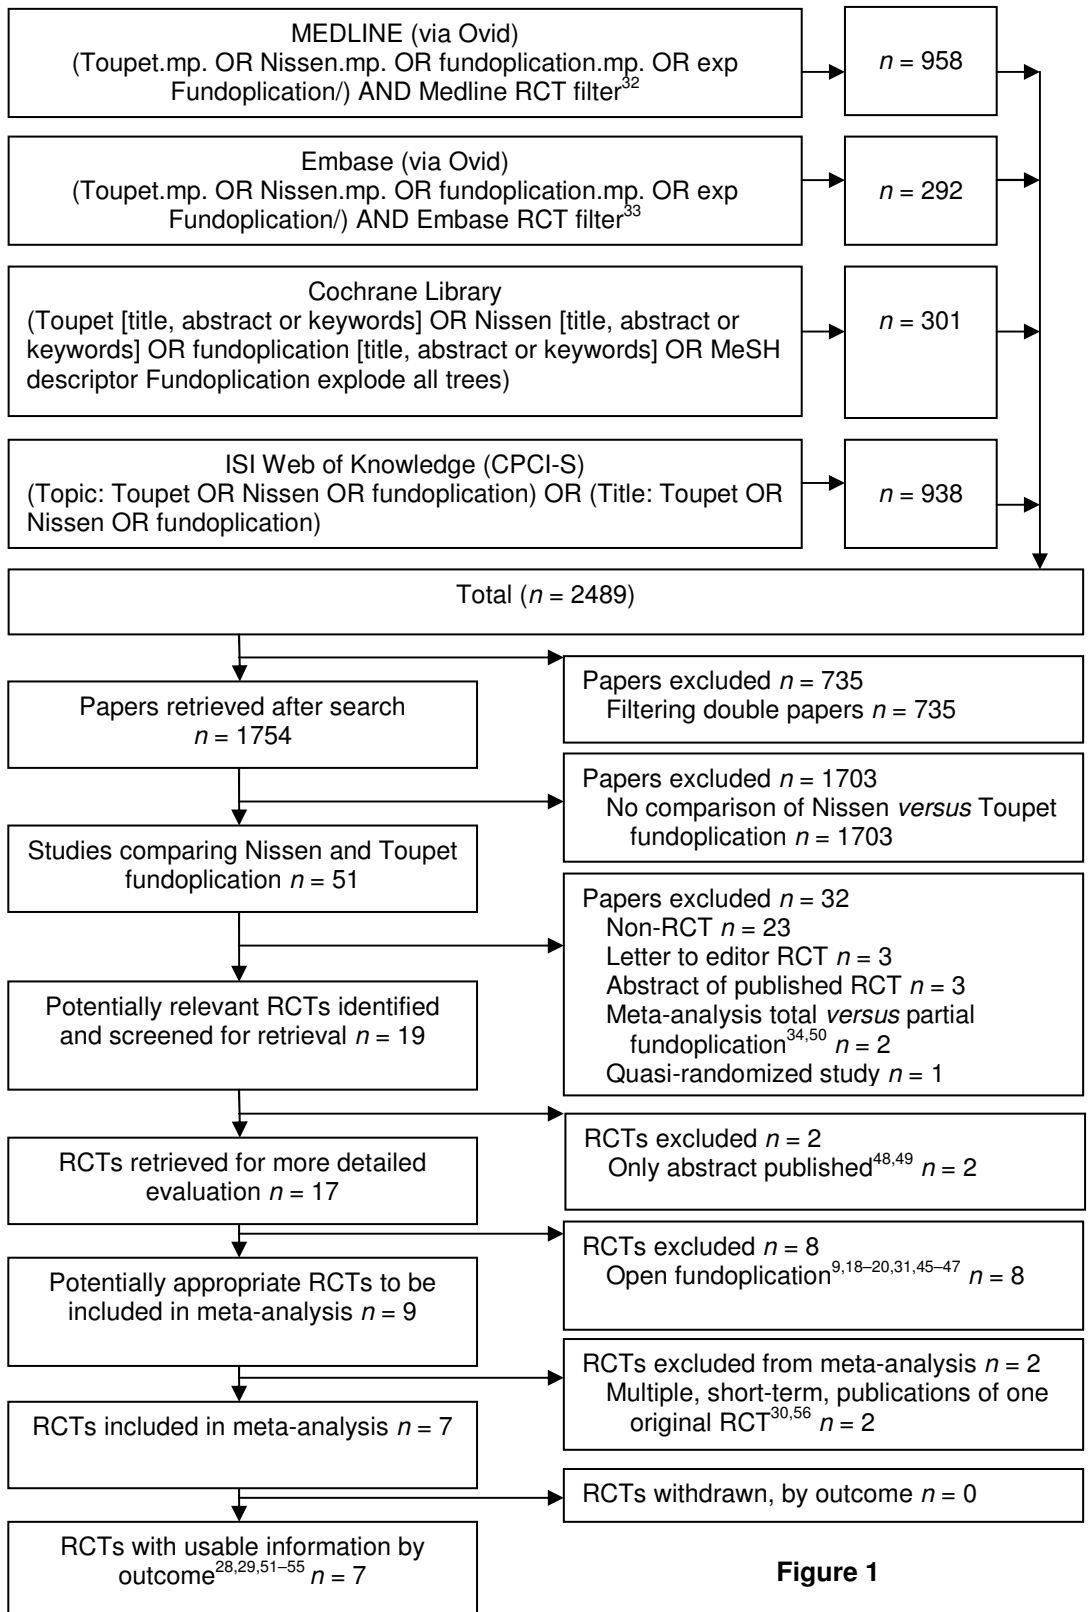 MEDLINE (via Ovid)
(Toupet.mp. OR Nissen.mp. OR fundoplication.mp. OR exp
Fundoplication/) AND Medline RCT filter32
n = 958
Embase (via Ovid)
(Toupet.mp. OR Nissen.mp. OR fundoplication.mp. OR exp
Fundoplication/) AND Embase RCT filter33
n = 292
Cochrane Library
(Toupet [title, abstract or keywords] OR Nissen [title, abstract or
keywords] OR fundoplication [title, abstract or keywords] OR MeSH
descriptor Fundoplication explode all trees)
n = 301
ISI Web of Knowledge (CPCI-S)
(Topic: Toupet OR Nissen OR fundoplication) OR (Title: Toupet OR
Nissen OR fundoplication)
n = 938
Total (n = 2489)
Papers excluded n = 735
Filtering double papers n = 735
Papers retrieved after search
n = 1754
Papers excluded n = 1703
No comparison of Nissen versus Toupet
fundoplication n = 1703
Studies comparing Nissen and Toupet
fundoplication n = 51
Papers excluded n = 32
Non-RCT n = 23
Letter to editor RCT n = 3
Abstract of published RCT n = 3
Meta-analysis total versus partial
fundoplication34,50 n = 2
Quasi-randomized study n = 1
Potentially relevant RCTs identified
and screened for retrieval n = 19
RCTs excluded n = 2
Only abstract published48,49 n = 2
RCTs retrieved for more detailed
evaluation n = 17
RCTs excluded n = 8
Open fundoplication9,18–20,31,45–47 n = 8
Potentially appropriate RCTs to be
included in meta-analysis n = 9
RCTs excluded from meta-analysis n = 2
Multiple, short-term, publications of one
original RCT30,56 n = 2
RCTs included in meta-analysis n = 7
RCTs withdrawn, by outcome n = 0
RCTs with usable information by
outcome28,29,51–55 n = 7
Figure 1